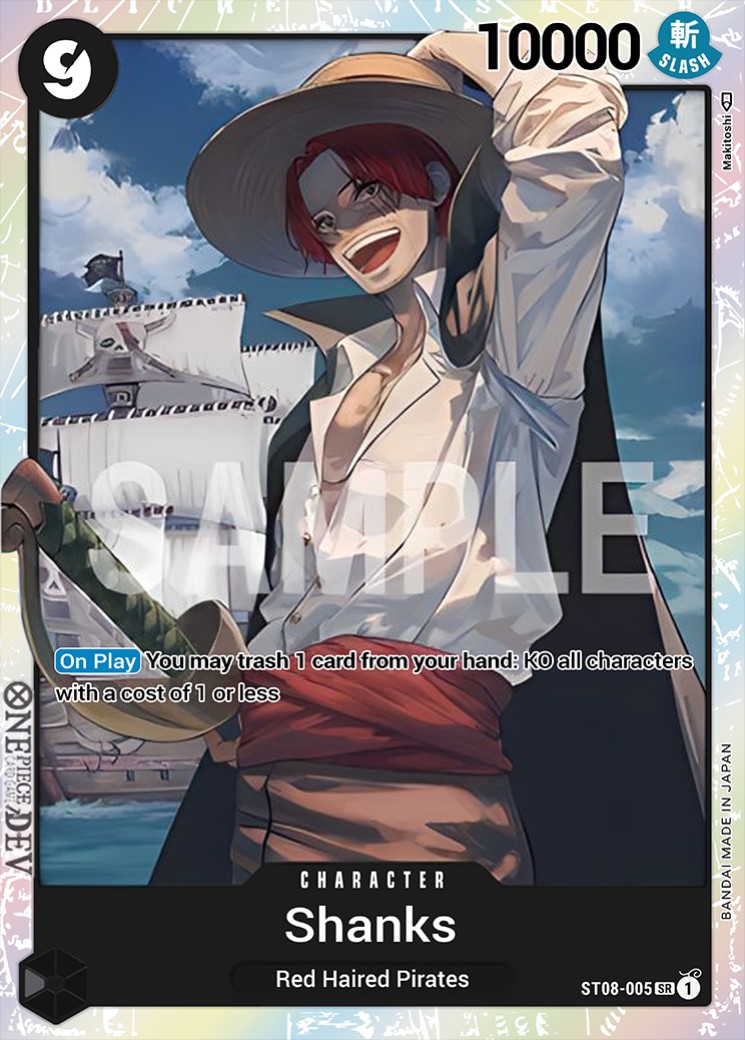 9
10000
斬
SLASH
Makitoshi
SAMPLE
On Play You may trash 1 card from your hand: KO all characters
with a cost of 1 or less
ONE PIECE DEV
BANDAI MADE IN JAPAN
CHARACTER
Shanks
Red Haired Pirates
ST08-005 SR 1